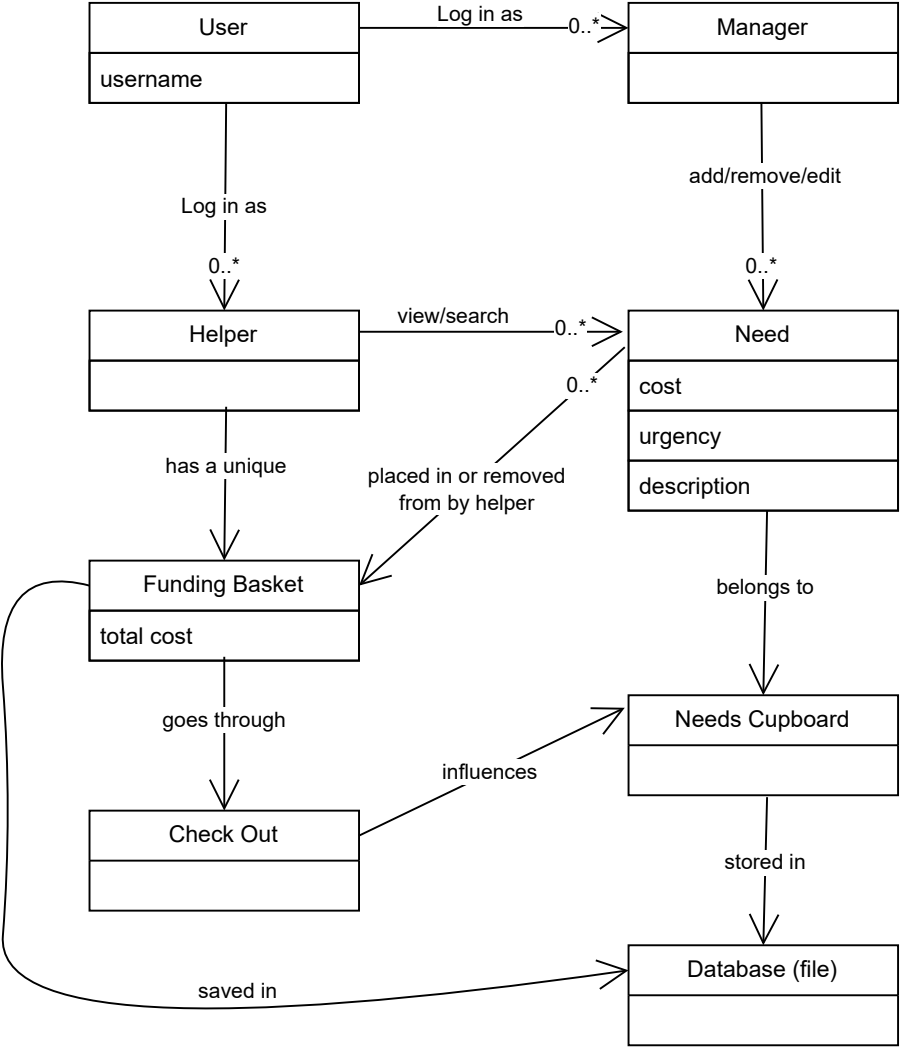 User
Log in as
0..*
Manager
username
add/remove/edit
Log in as
0..*
0..*
Helper
view/search
0..*
Need
0..*
cost
urgency
has a unique
placed in or removed
from by helper
description
Funding Basket
belongs to
total cost
goes through
Needs Cupboard
influences
Check Out
stored in
Database (file)
saved in